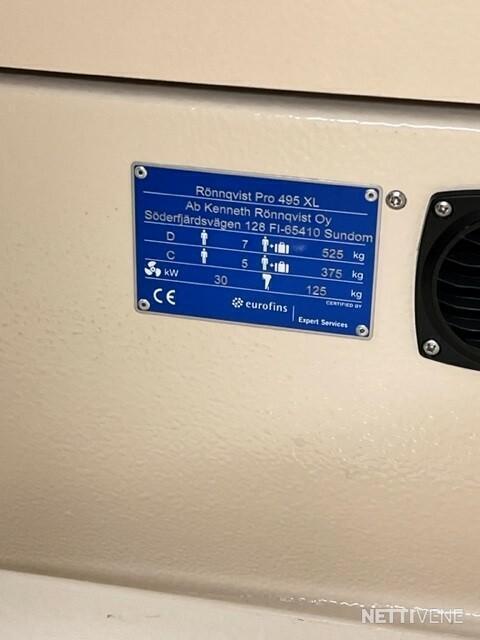 Rönnqvist Pro 495 XL
Ab Kenneth Rönnqvist Oy
Söderfjärdsvägen 128 FI-65410 Sundom
D 7 + 525 kg
C 5 + 375 kg
kW 30 125 kg
CE eurofins CERTIFIED BY
Expert Services
NETTIVENE